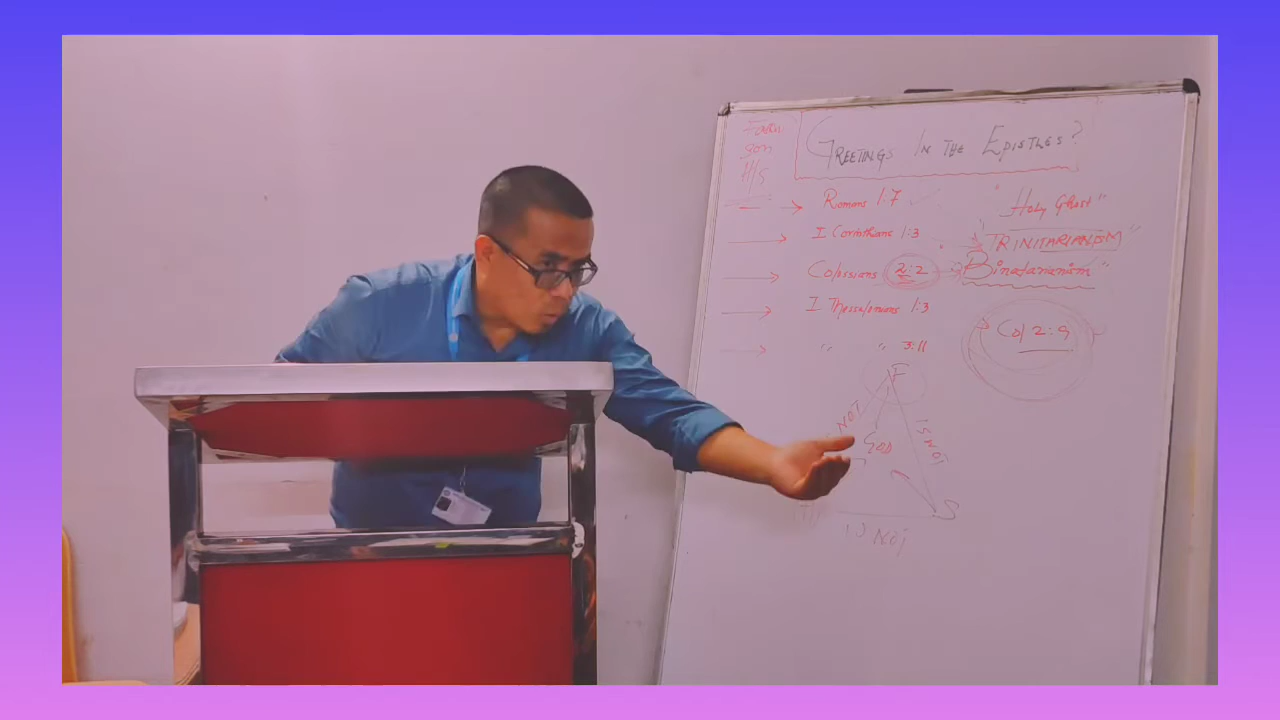 GREETINGS IN THE EPISTLES?
Son
H/S
→ Romans 1:7 ✓
"Holy Ghost"
→ I Corinthians 1:3
"TRINITARIANISM"
→ Colossians 2:2 →
Binatarianism"
→ I Thessalonians 1:3
→ " " 3:11
→ Col 2:9
F
NOT
IS NOT
GOD
S
IS NOT